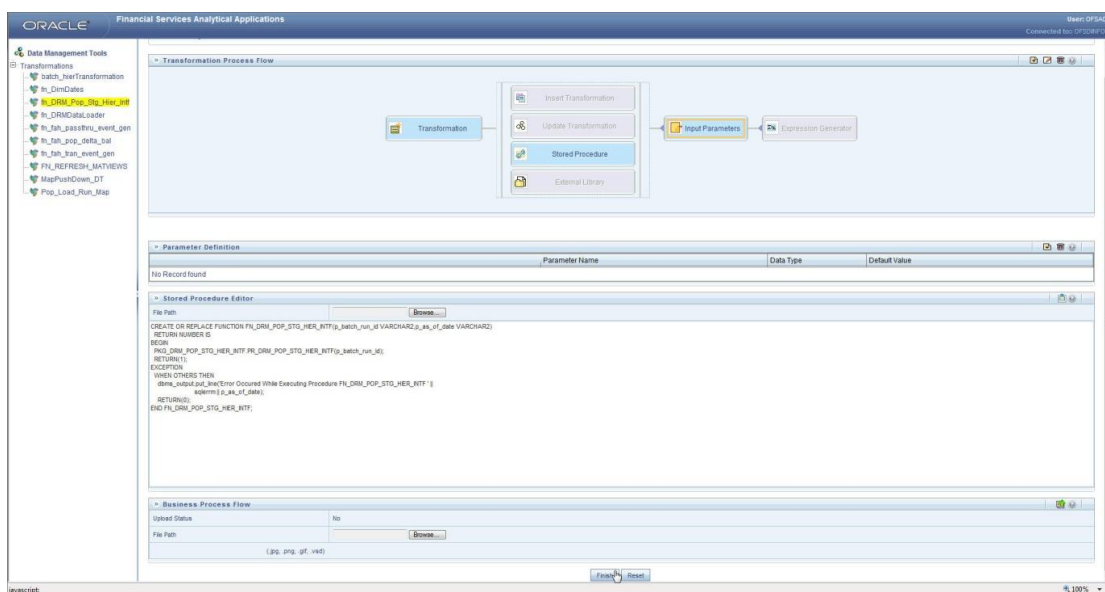 ORACLE
Financial Services Analytical Applications
User: OFSAD
Connected to: OFSDINFO
Data Management Tools
Transformations
batch_hierTransformation
fn_DimDates
fn_DRM_Pop_Stg_Hier_Intf
fn_DRMDataLoader
fn_fah_passthru_event_gen
fn_fah_pop_delta_bal
fn_fah_tran_event_gen
FN_REFRESH_MATVIEWS
MapPushDown_DT
Pop_Load_Run_Map
» Transformation Process Flow
Transformation
Insert Transformation
Update Transformation
Stored Procedure
External Library
Input Parameters
Expression Generator
» Parameter Definition
Parameter Name Data Type Default Value
No Record found
» Stored Procedure Editor
File Path Browse...
CREATE OR REPLACE FUNCTION FN_DRM_POP_STG_HIER_INTF(p_batch_run_id VARCHAR2,p_as_of_date VARCHAR2)
RETURN NUMBER IS
BEGIN
PKG_DRM_POP_STG_HIER_INTF.PR_DRM_POP_STG_HIER_INTF(p_batch_run_id);
RETURN(1);
EXCEPTION
WHEN OTHERS THEN
dbms_output.put_line('Error Occured While Executing Procedure FN_DRM_POP_STG_HIER_INTF ' ||
sqlerrm || p_as_of_date);
RETURN(0);
END FN_DRM_POP_STG_HIER_INTF;
» Business Process Flow
Upload Status No
File Path Browse...
(.jpg, .png, .gif, .vsd)
Finish Reset
javascript:
100%